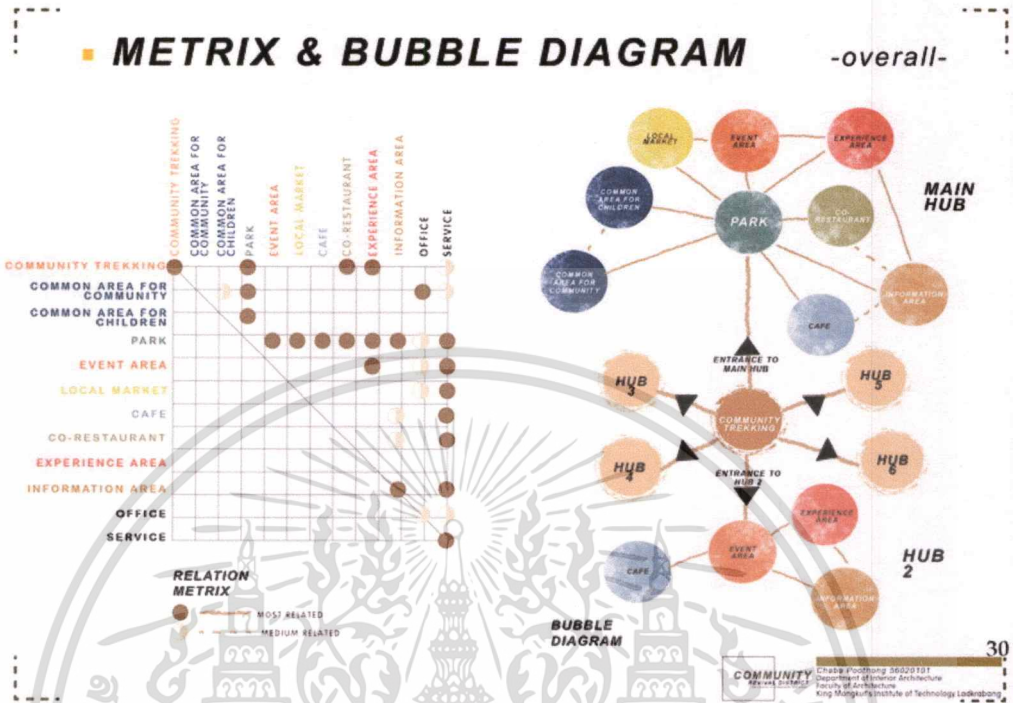 METRIX & BUBBLE DIAGRAM -overall-
COMMUNITY TREKKING
COMMON AREA FOR
COMMUNITY
COMMON AREA FOR
CHILDREN
PARK
EVENT AREA
LOCAL MARKET
CAFE
CO-RESTAURANT
EXPERIENCE AREA
INFORMATION AREA
OFFICE
SERVICE
COMMUNITY TREKKING
COMMON AREA FOR
COMMUNITY
COMMON AREA FOR
CHILDREN
PARK
EVENT AREA
LOCAL MARKET
CAFE
CO-RESTAURANT
EXPERIENCE AREA
INFORMATION AREA
OFFICE
SERVICE
RELATION
METRIX
MOST RELATED
MEDIUM RELATED
LOCAL
MARKET
EVENT
AREA
EXPERIENCE
AREA
COMMON
AREA FOR
CHILDREN
PARK
CO-
RESTAURANT
MAIN
HUB
COMMON
AREA FOR
COMMUNITY
INFORMATION
AREA
CAFE
ENTRANCE TO
MAIN HUB
HUB
3
HUB
5
COMMUNITY
TREKKING
HUB
4
HUB
6
ENTRANCE TO
HUB 2
EXPERIENCE
AREA
EVENT
AREA
CAFE
HUB
2
INFORMATION
AREA
BUBBLE
DIAGRAM
30
COMMUNITY
REVIVAL DISTRICT
56020101
Department of Interior Architecture
Faculty of Architecture
King Mongkut's Institute of Technology Ladkrabang